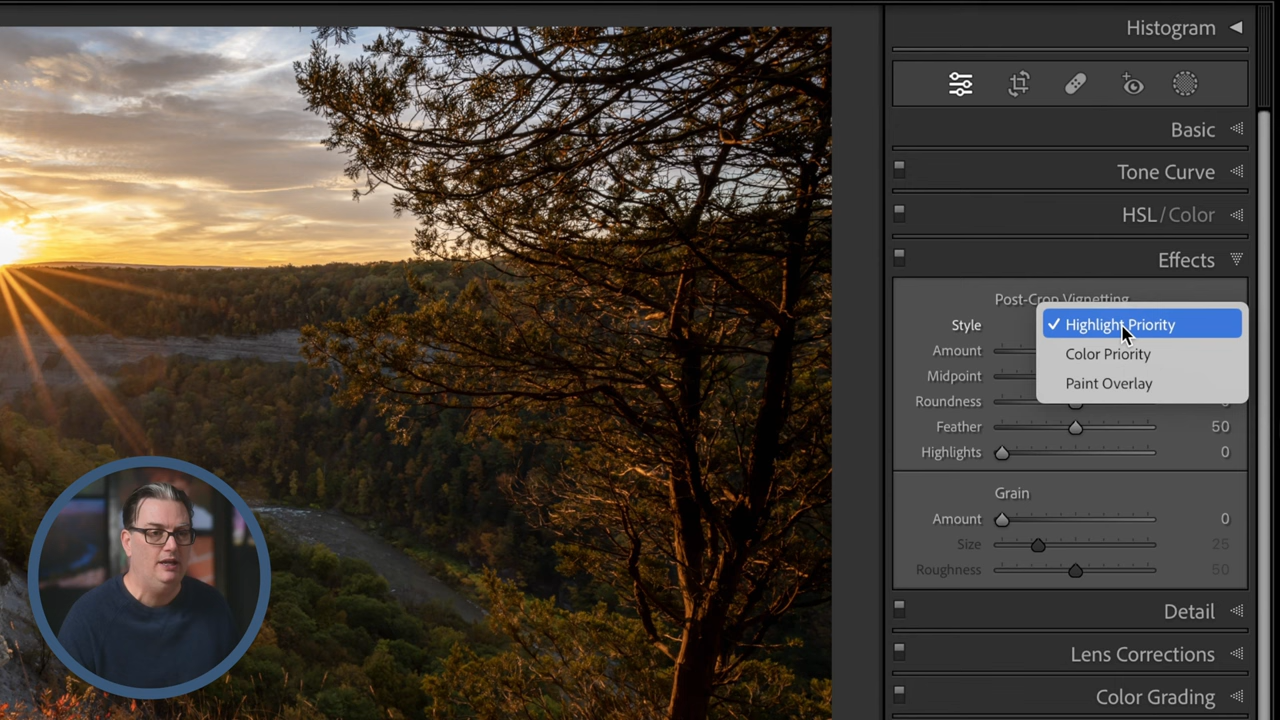 Histogram
Basic
Tone Curve
HSL/Color
Effects
Post-Crop Vignetting
Style
Highlight Priority
Color Priority
Paint Overlay
Amount
Midpoint
Roundness
Feather 50
Highlights 0
Grain
Amount 0
Size 25
Roughness 50
Detail
Lens Corrections
Color Grading